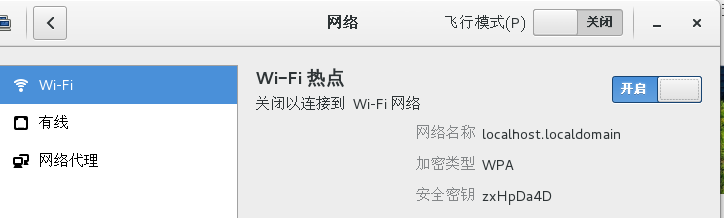 网络
飞行模式(P)
关闭
Wi-Fi
有线
网络代理
Wi-Fi 热点
关闭以连接到 Wi-Fi 网络
开启
网络名称 localhost.localdomain
加密类型 WPA
安全密钥 zxHpDa4D